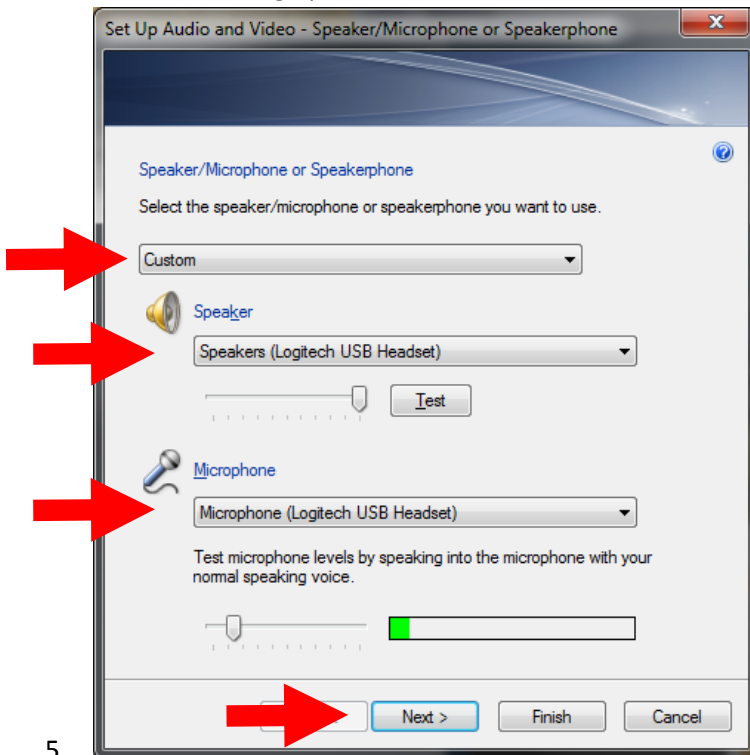 Set Up Audio and Video - Speaker/Microphone or Speakerphone
Speaker/Microphone or Speakerphone
Select the speaker/microphone or speakerphone you want to use.
Custom
Speaker
Speakers (Logitech USB Headset)
Test
Microphone
Microphone (Logitech USB Headset)
Test microphone levels by speaking into the microphone with your
normal speaking voice.
Next > Finish Cancel
5